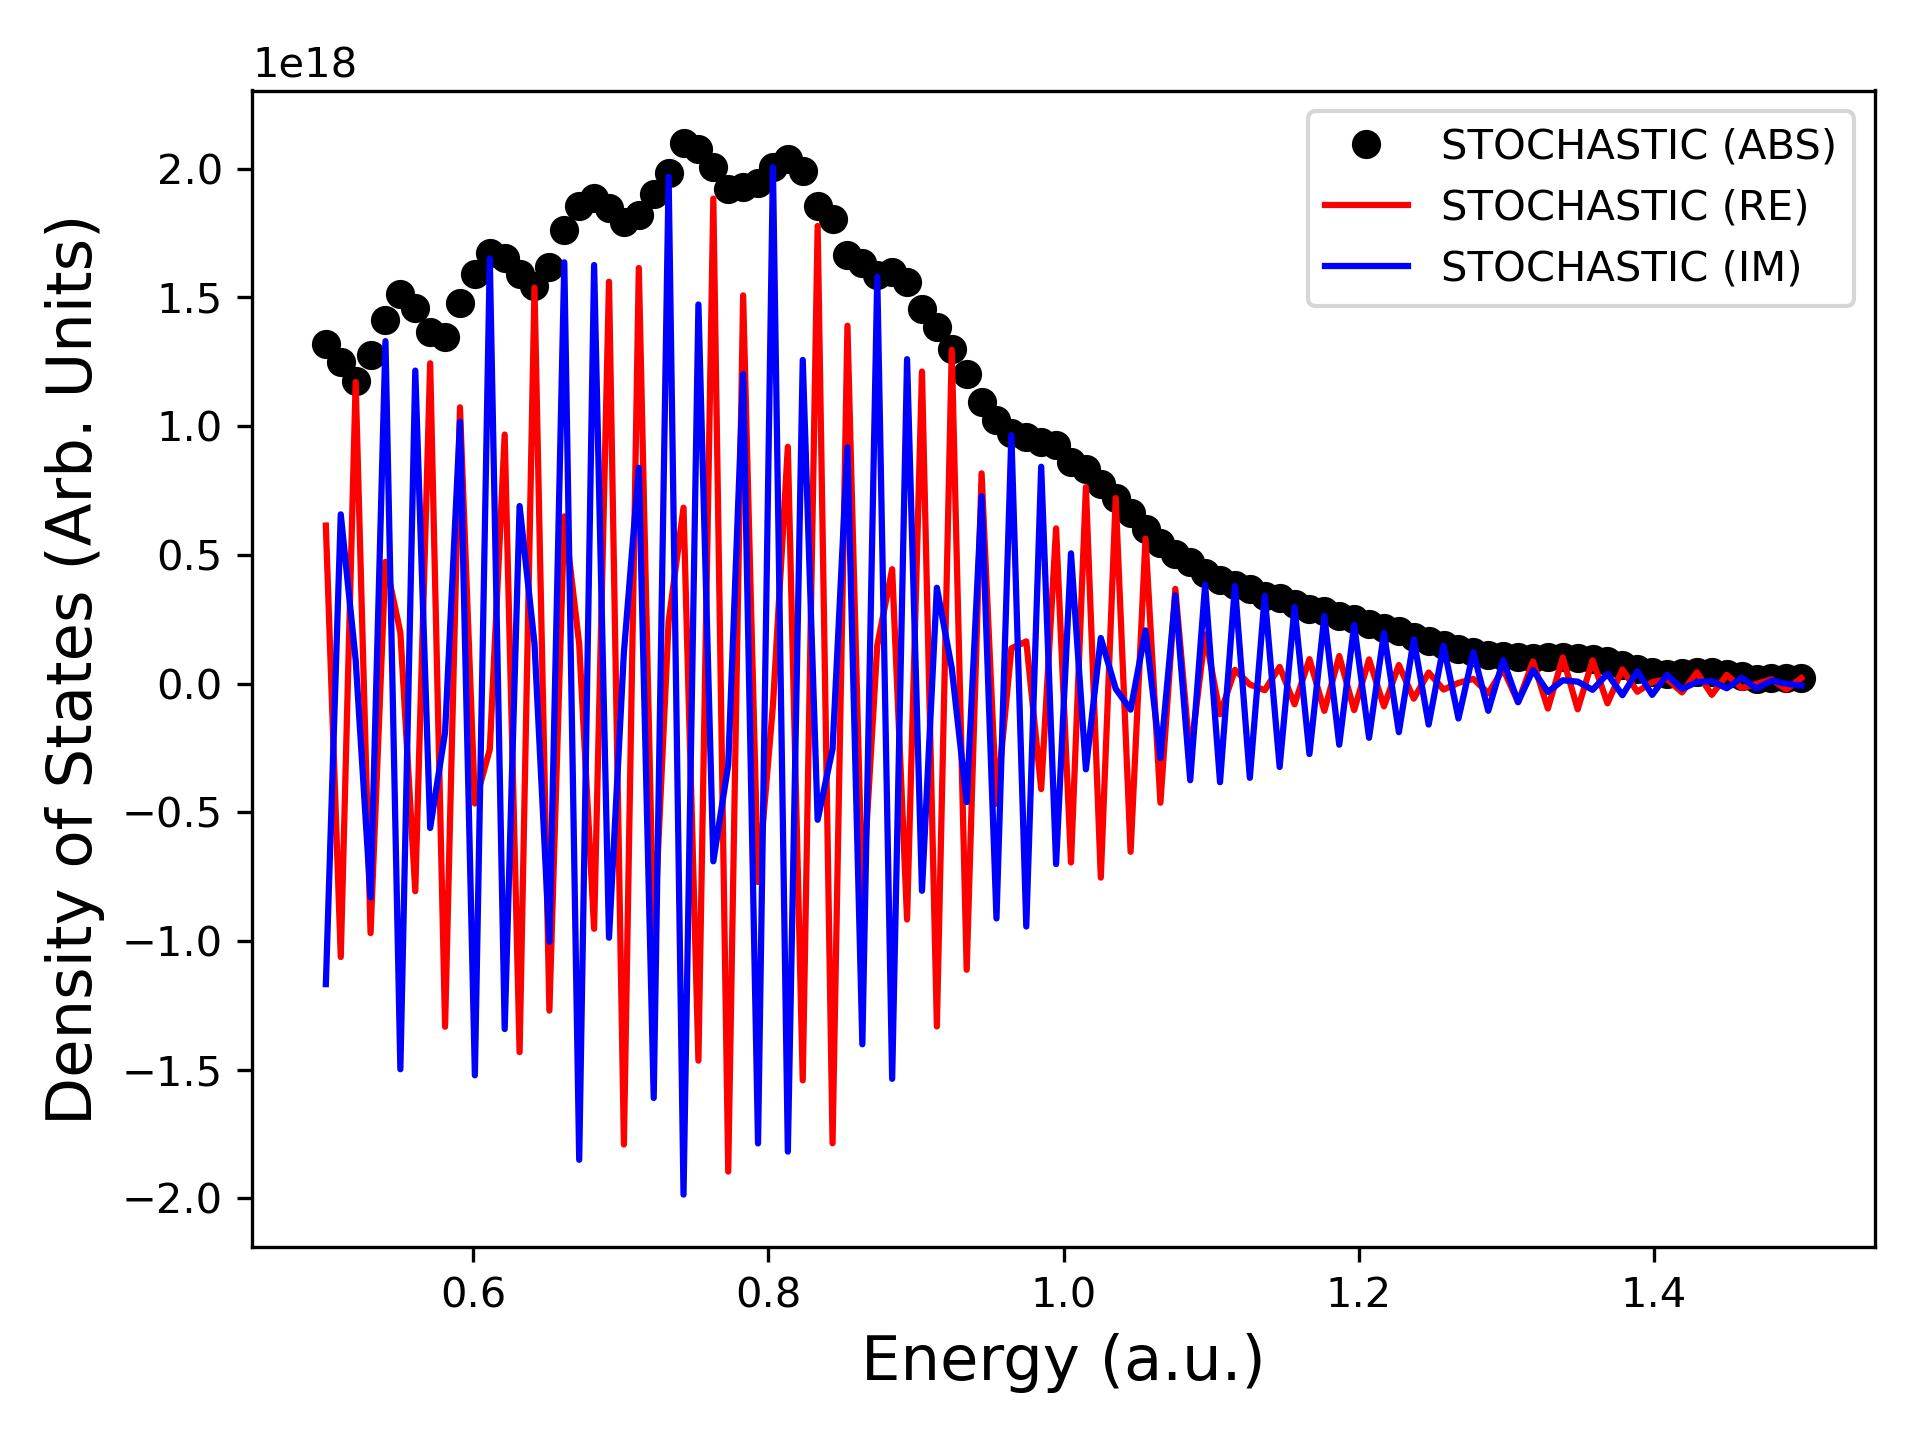 1e18
STOCHASTIC (ABS)
STOCHASTIC (RE)
STOCHASTIC (IM)
Density of States (Arb. Units)
2.0
1.5
1.0
0.5
0.0
−0.5
−1.0
−1.5
−2.0
0.6 0.8 1.0 1.2 1.4
Energy (a.u.)